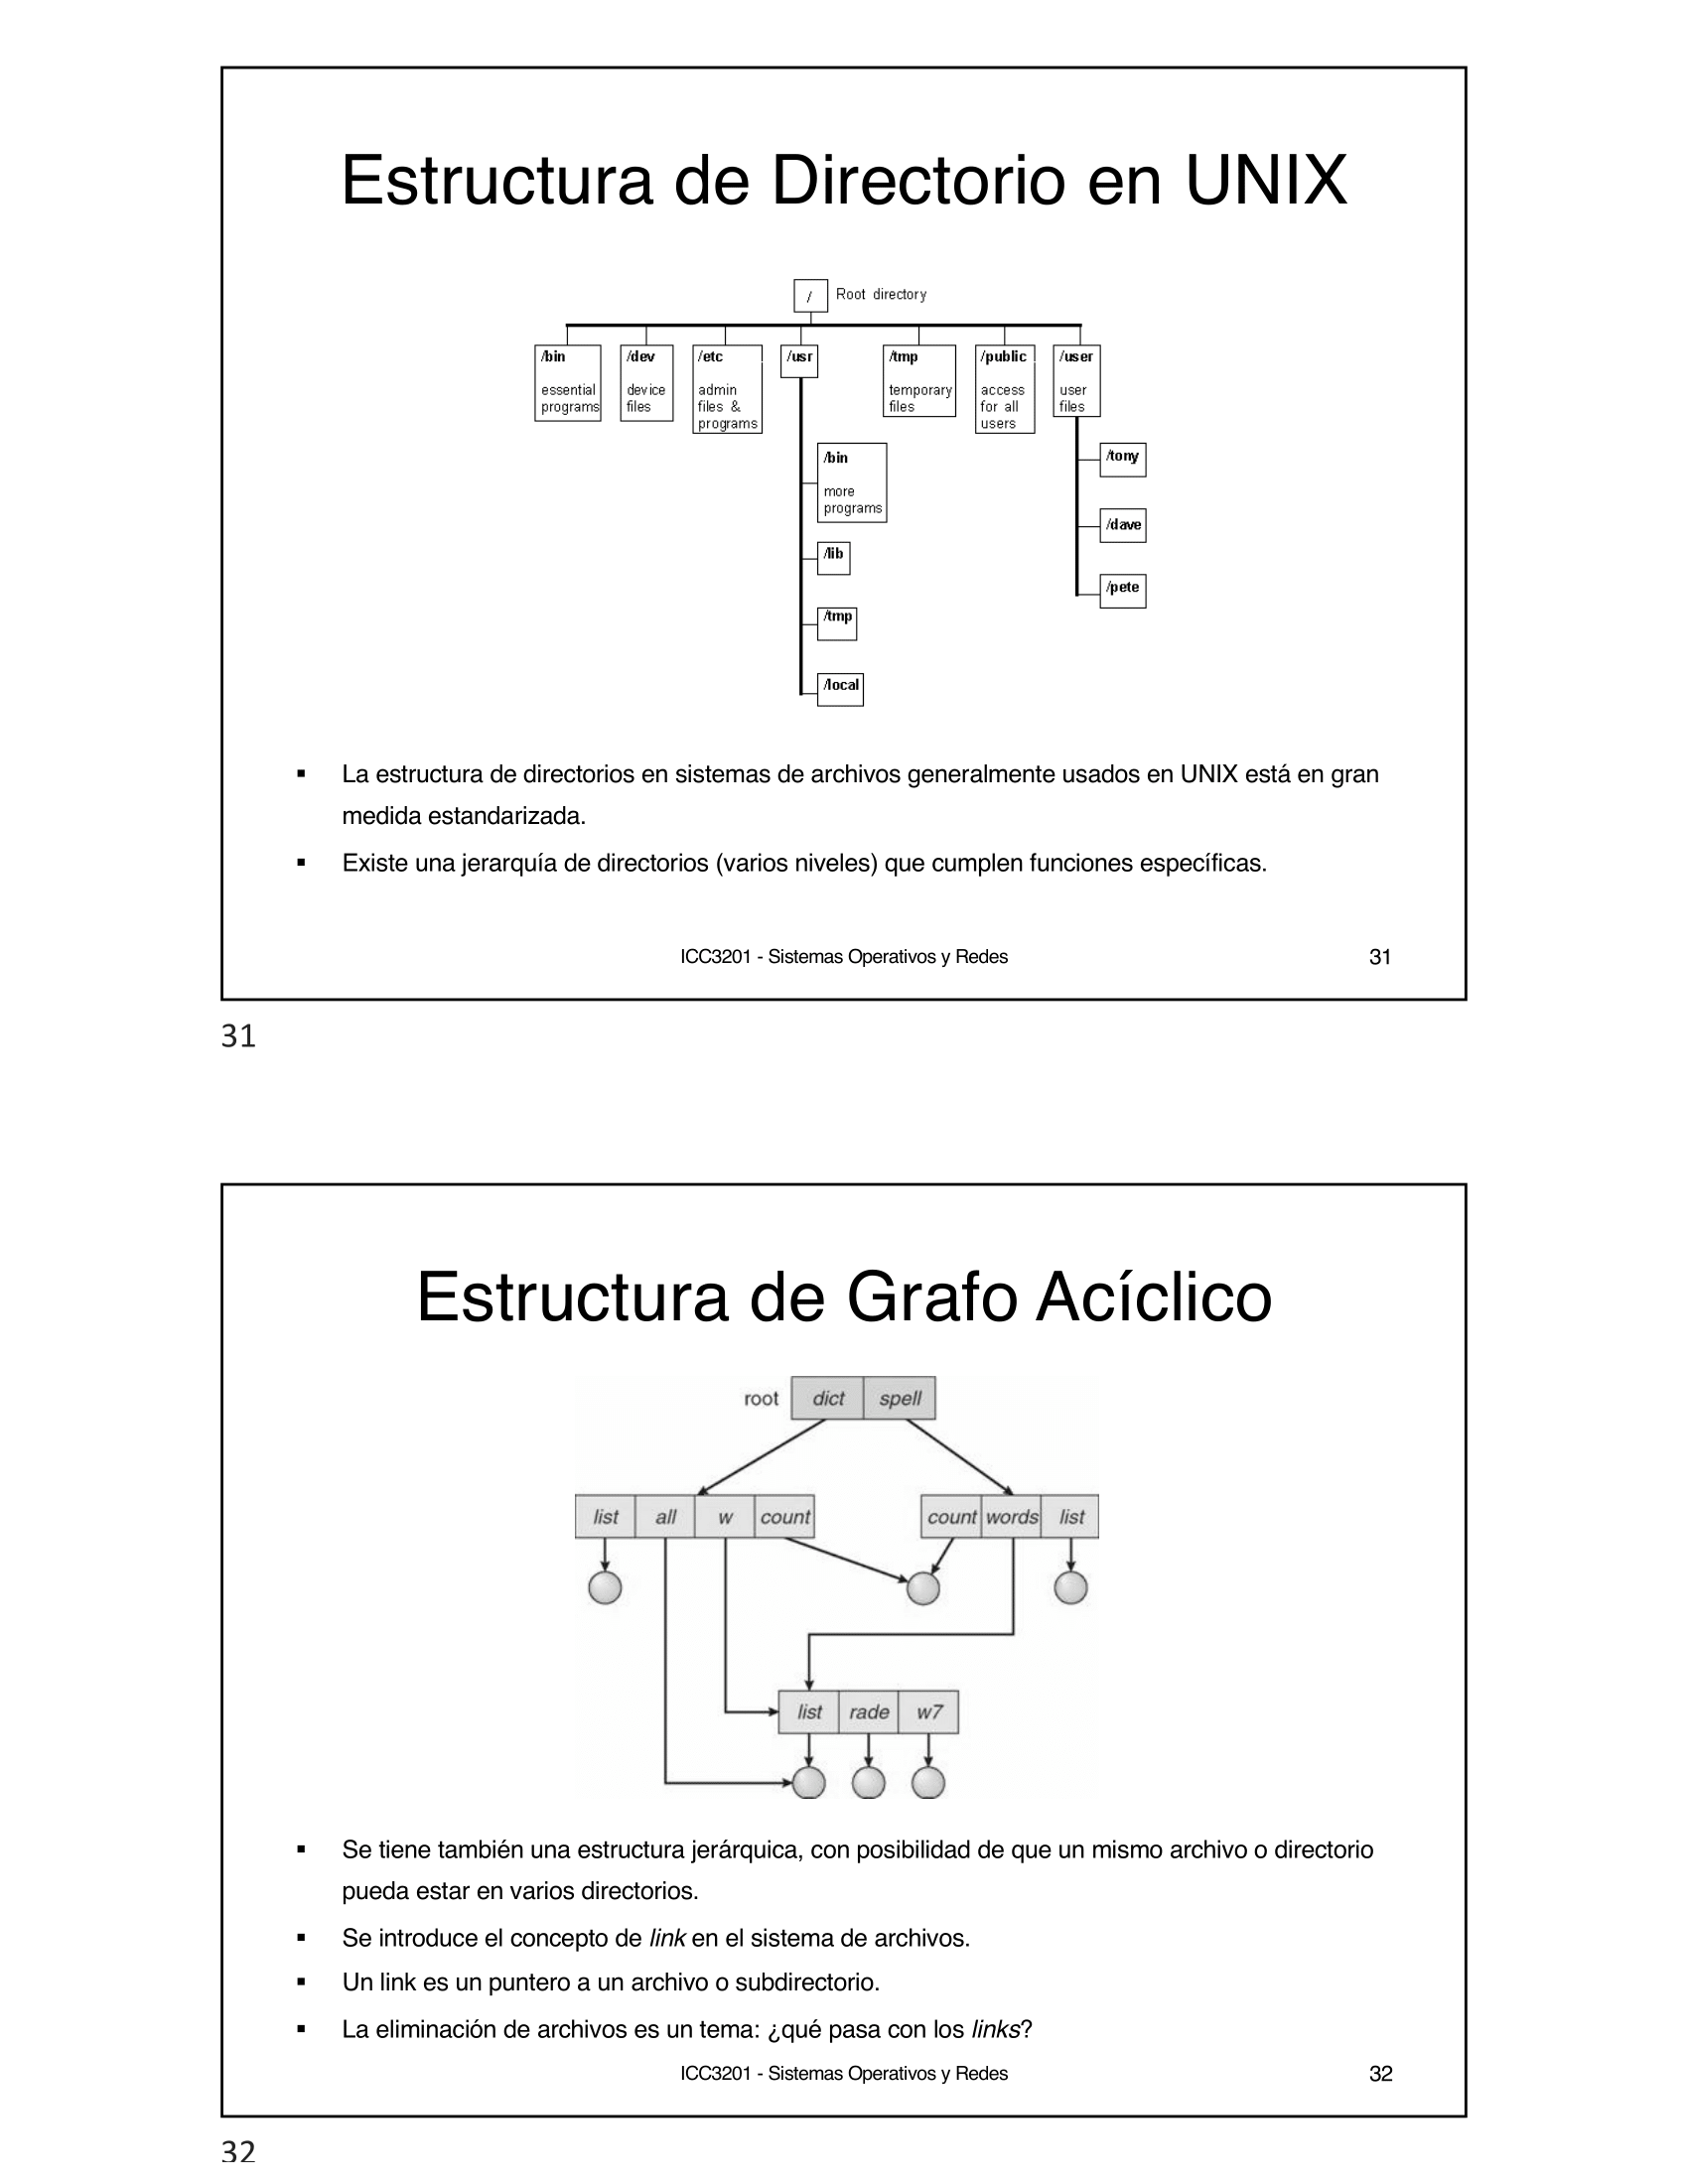 Estructura de Directorio en UNIX
/ Root directory
/bin /dev /etc /usr /tmp /public /user
essential device admin temporary access user
programs files files & files for all files
programs users
/bin /tony
more
programs
/dave
/lib
/pete
/tmp
/local
▪ La estructura de directorios en sistemas de archivos generalmente usados en UNIX está en gran
medida estandarizada.
▪ Existe una jerarquía de directorios (varios niveles) que cumplen funciones específicas.
ICC3201 - Sistemas Operativos y Redes 31
31
Estructura de Grafo Acíclico
root dict spell
list all w count count words list
list rade w7
▪ Se tiene también una estructura jerárquica, con posibilidad de que un mismo archivo o directorio
pueda estar en varios directorios.
▪ Se introduce el concepto de link en el sistema de archivos.
▪ Un link es un puntero a un archivo o subdirectorio.
▪ La eliminación de archivos es un tema: ¿qué pasa con los links?
ICC3201 - Sistemas Operativos y Redes 32
32